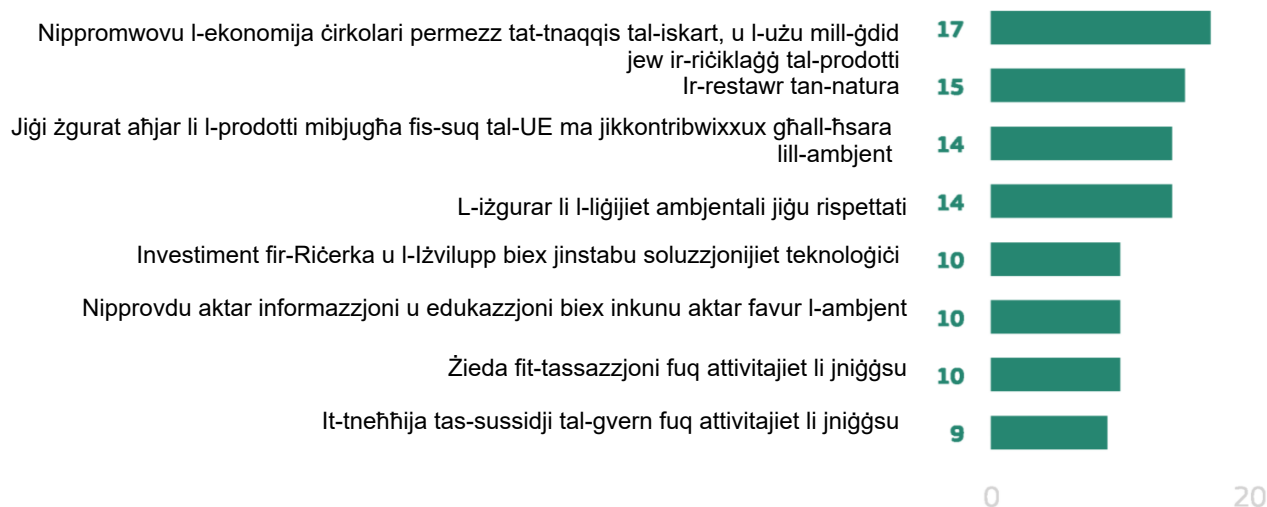 Nippromwovu l-ekonomija ċirkolari permezz tat-tnaqqis tal-iskart, u l-użu mill-ġdid
jew ir-riċiklaġġ tal-prodotti
17
Ir-restawr tan-natura
15
Jiġi żgurat aħjar li l-prodotti mibjugħa fis-suq tal-UE ma jikkontribwixxux għall-ħsara
lill-ambjent
14
L-iżgurar li l-liġijiet ambjentali jiġu rispettati
14
Investiment fir-Riċerka u l-Iżvilupp biex jinstabu soluzzjonijiet teknoloġiċi
10
Nipprovdu aktar informazzjoni u edukazzjoni biex inkunu aktar favur l-ambjent
10
Żieda fit-tassazzjoni fuq attivitajiet li jniġġsu
10
It-tneħħija tas-sussidji tal-gvern fuq attivitajiet li jniġġsu
9
0 20